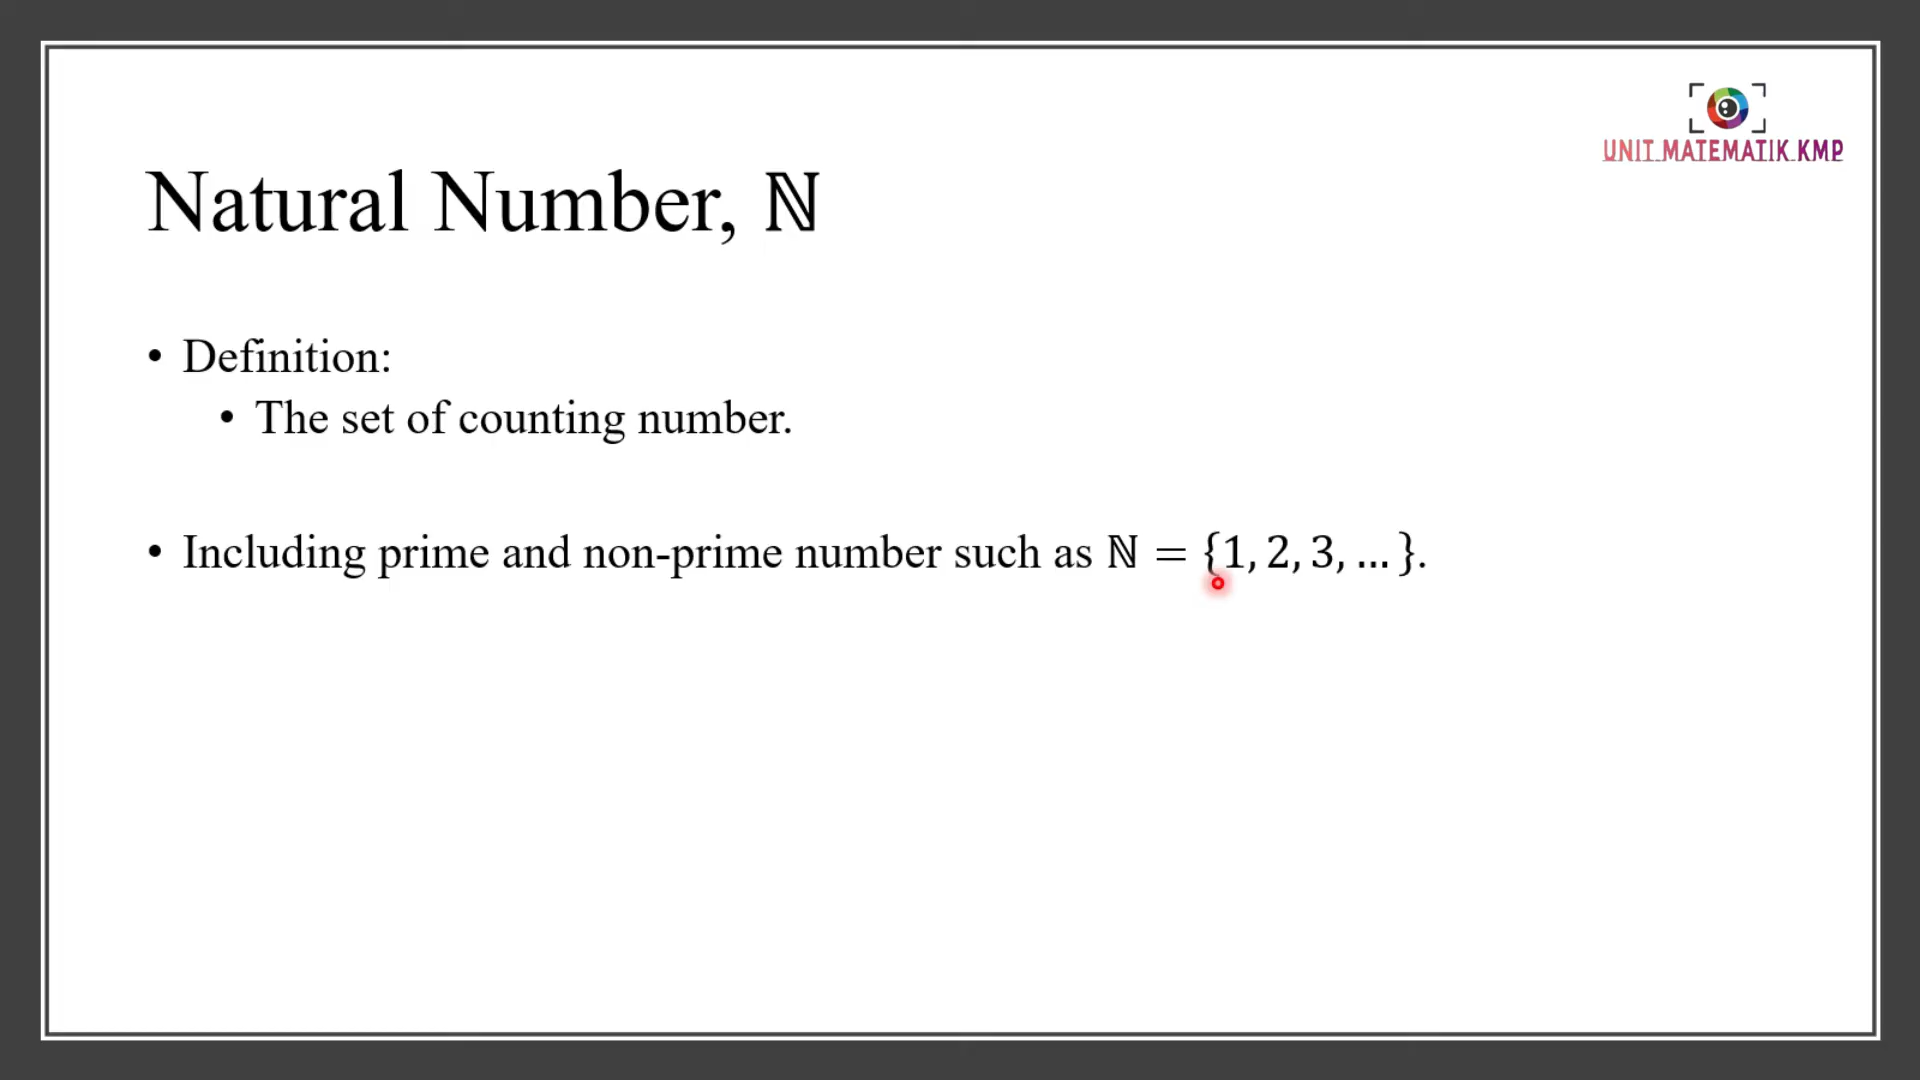 UNIT MATEMATIK KMP
Natural Number, ℕ
• Definition:
• The set of counting number.
• Including prime and non-prime number such as ℕ = {1, 2, 3, … }.